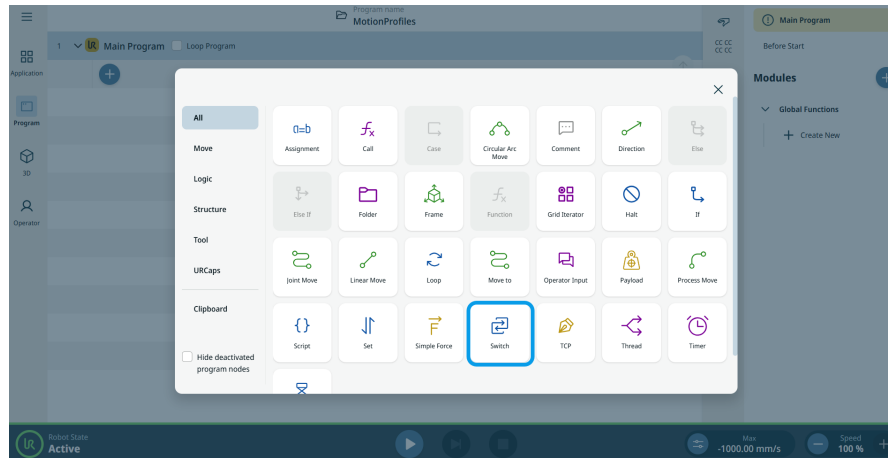 Program name
MotionProfiles
1 UR Main Program Loop Program
Application
Program
3D
Operator
All
Move
Logic
Structure
Tool
URCaps
Clipboard
Hide deactivated
program nodes
a=b
Assignment
fx
Call
Case
Circular Arc
Move
Comment
Direction
Else
Else If
Folder
Frame
fx
Function
Grid Iterator
Halt
If
Joint Move
Linear Move
Loop
Move to
Operator Input
Payload
Process Move
{}
Script
Set
F
Simple Force
Switch
TCP
Thread
Timer
CC CC
CC CC
Main Program
Before Start
Modules
Global Functions
Create New
UR
Robot State
Active
Max
-1000.00 mm/s
Speed
100 %